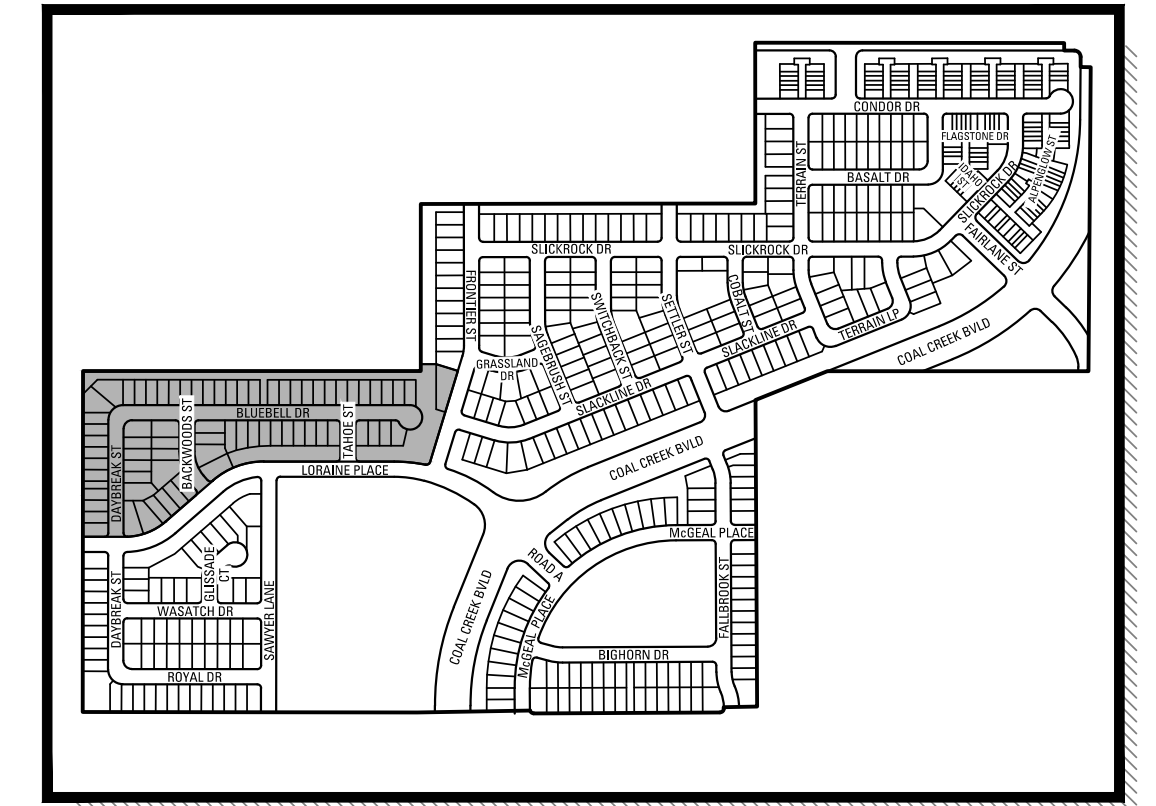 CONDOR DR
FLAGSTONE DR
ALPENGLOW ST
TERRAIN ST
BASALT DR
IDAHO
ST
SLICKROCK DR
FAIRLANE ST
SLICKROCK DR
SLICKROCK DR
FRONTIER ST
SWITCHBACK ST
SETTLER ST
COBALT ST
SLACKLINE DR
TERRAIN LP
COAL CREEK BVLD
GRASSLAND
DR
SAGEBRUSH ST
SLACKLINE DR
BLUEBELL DR
BACKWOODS ST
TAHOE ST
DAYBREAK ST
LORAINE PLACE
COAL CREEK BVLD
McGEAL PLACE
ROAD A
GLISSADE
CT.
DAYBREAK ST
WASATCH DR
SAWYER LANE
COAL CREEK BVLD
McGEAL PLACE
FALLBROOK ST
BIGHORN DR
ROYAL DR